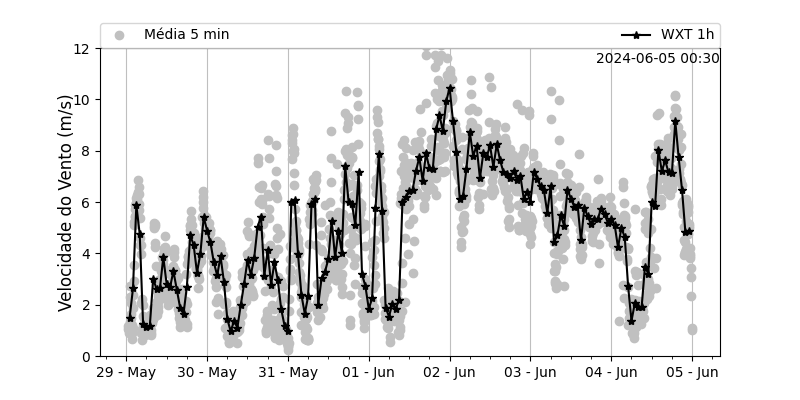 Média 5 min
WXT 1h
2024-06-05 00:30
Velocidade do Vento (m/s)
12
10
8
6
4
2
0
29 - May
30 - May
31 - May
01 - Jun
02 - Jun
03 - Jun
04 - Jun
05 - Jun